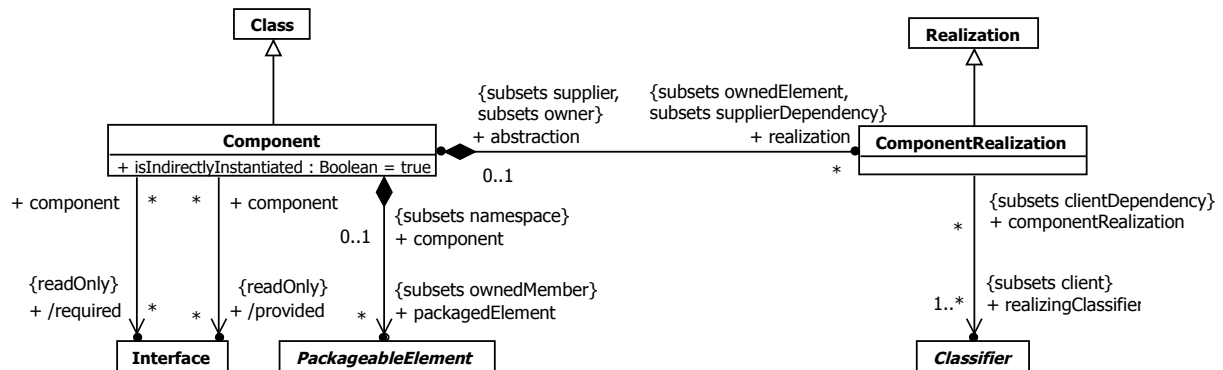 Class
Realization
{subsets supplier,
subsets owner}
+ abstraction
{subsets ownedElement,
subsets supplierDependency}
+ realization
Component
+ isIndirectlyInstantiated : Boolean = true
ComponentRealization
0..1
*
+ component
*
*
+ component
{subsets namespace}
+ component
0..1
{subsets clientDependency}
+ componentRealization
*
{readOnly}
+ /required
*
{readOnly}
+ /provided
*
{subsets ownedMember}
+ packagedElement
*
{subsets client}
+ realizingClassifier
1..*
Interface
PackageableElement
Classifier